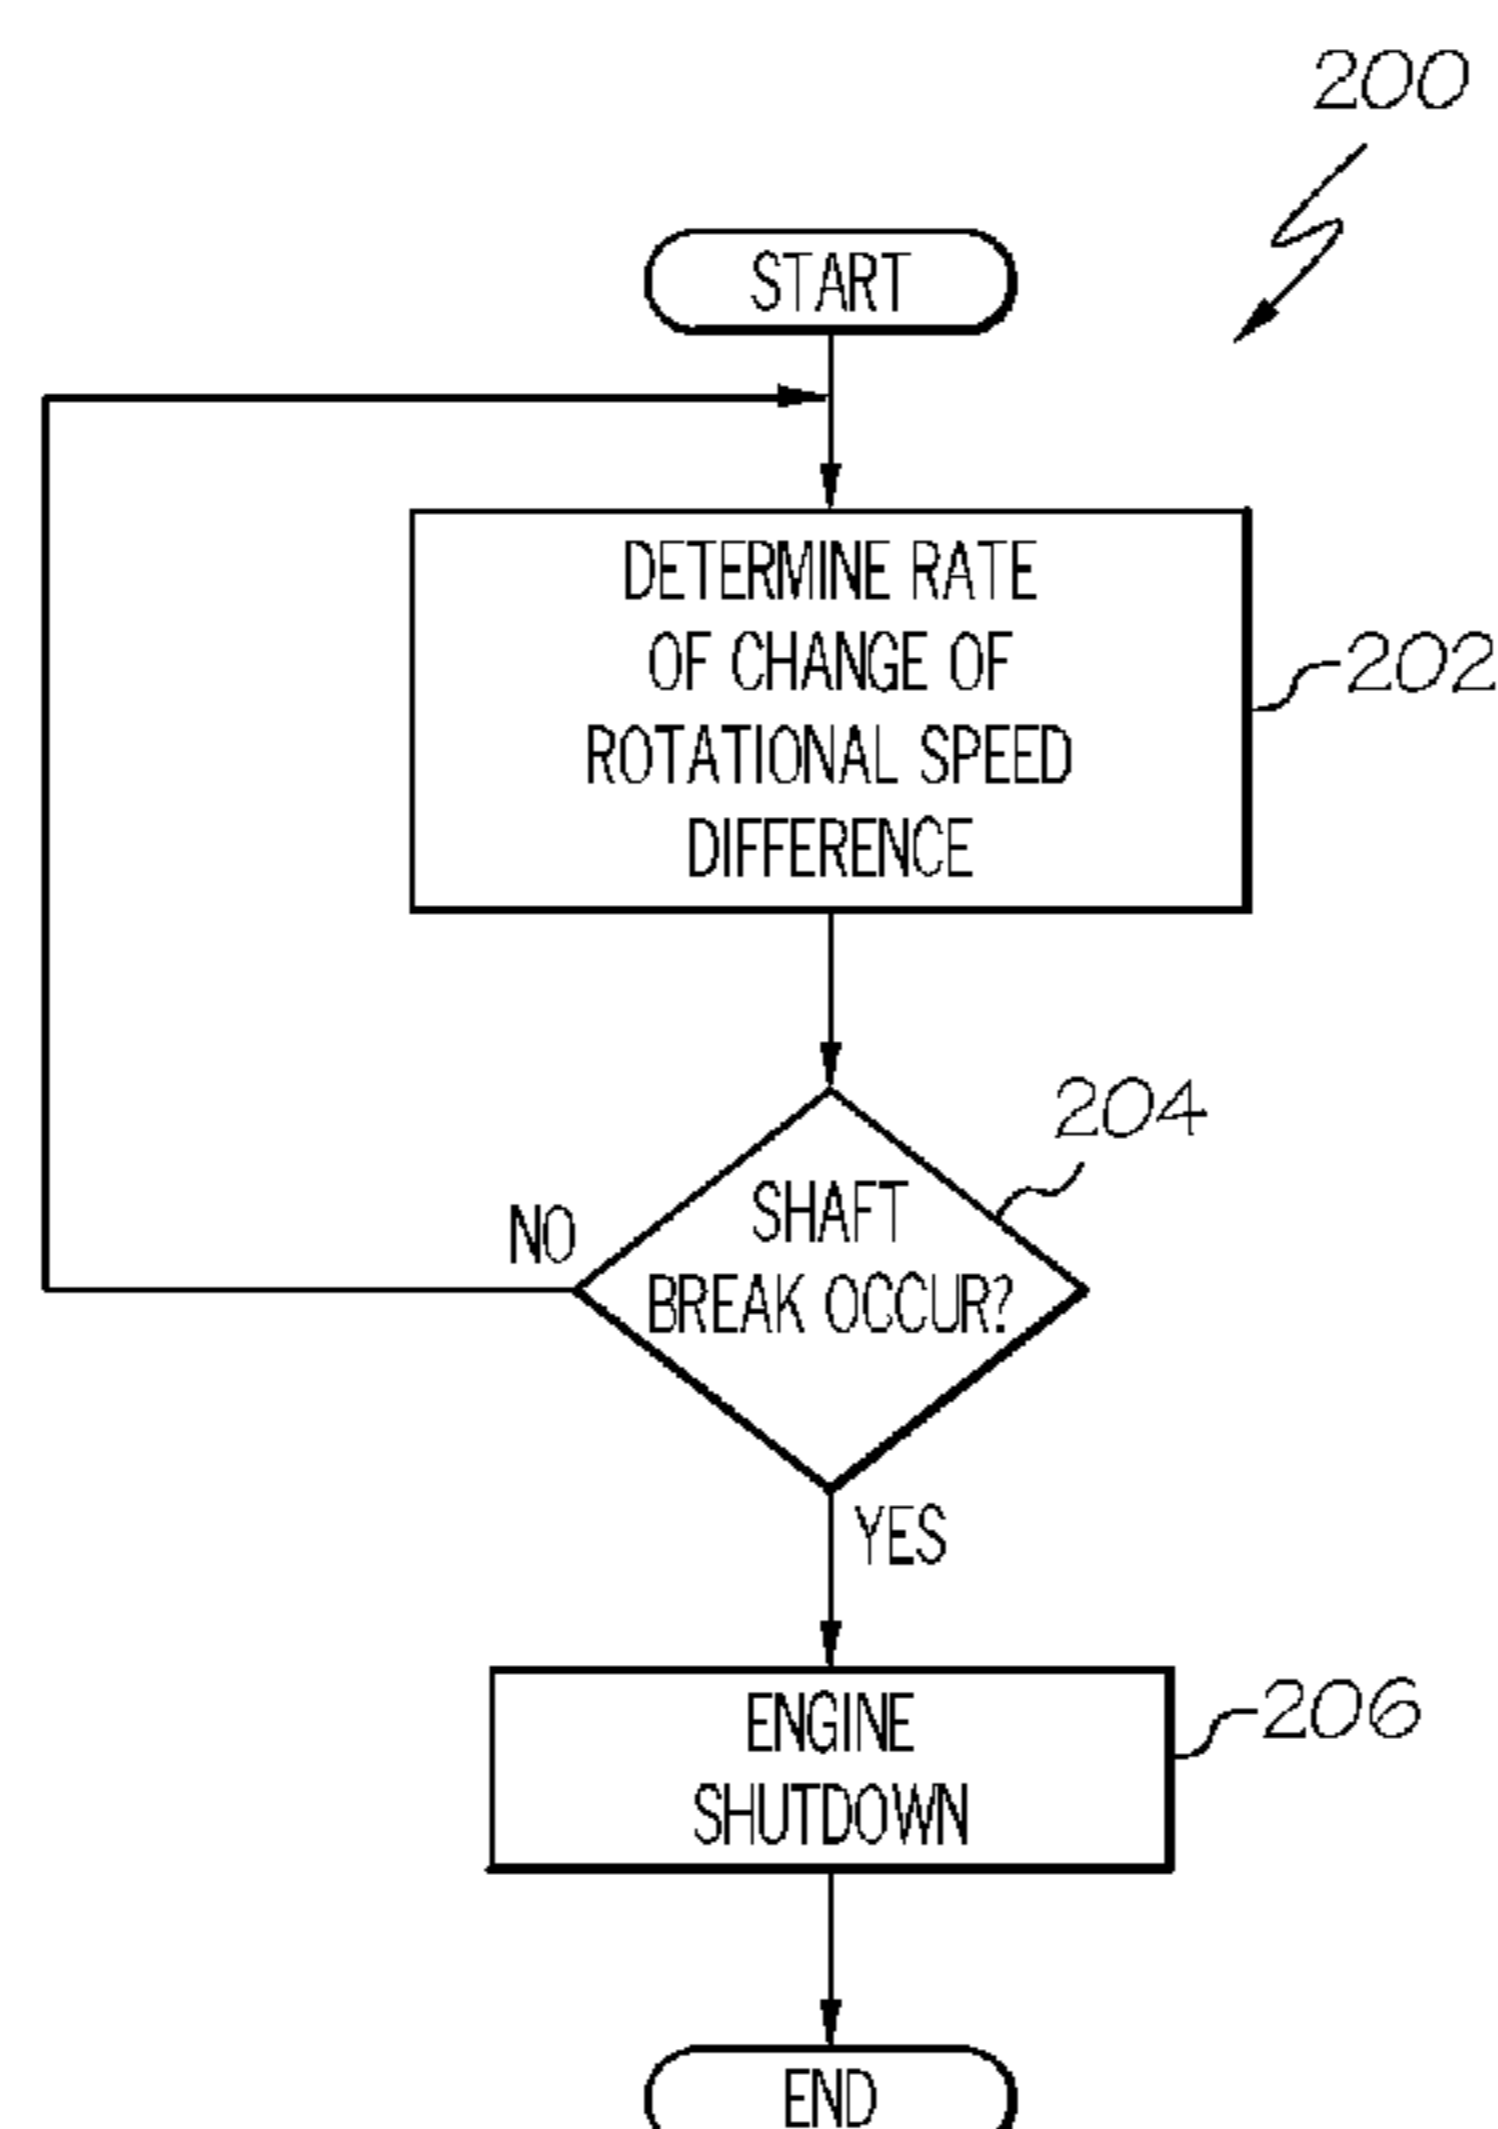 200
START
DETERMINE RATE
OF CHANGE OF
ROTATIONAL SPEED
DIFFERENCE
202
204
SHAFT
BREAK OCCUR?
NO
YES
ENGINE
SHUTDOWN
206
END